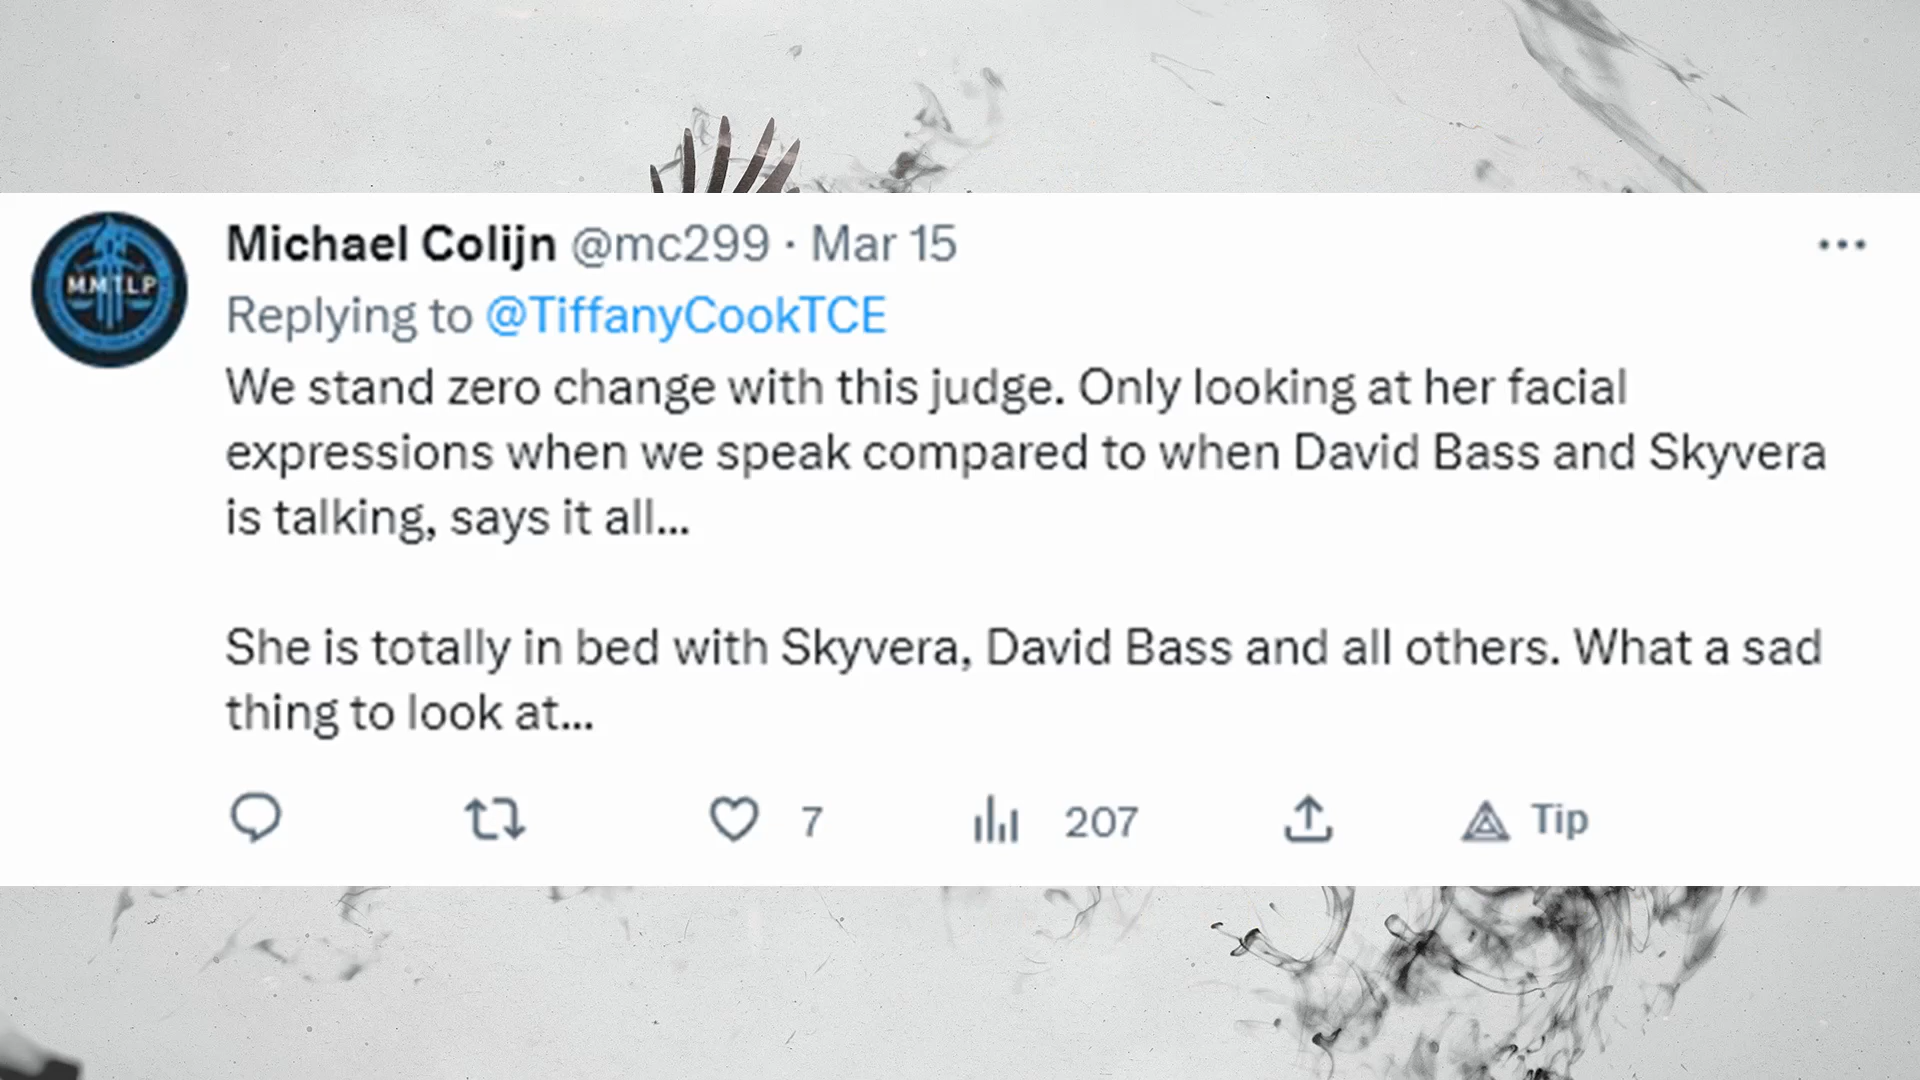 Michael Colijn @mc299 · Mar 15
MMTLP
Replying to @TiffanyCookTCE
We stand zero change with this judge. Only looking at her facial
expressions when we speak compared to when David Bass and Skyvera
is talking, says it all...
She is totally in bed with Skyvera, David Bass and all others. What a sad
thing to look at...
7 207 Tip